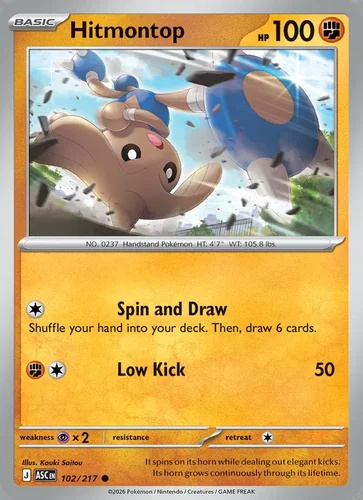 BASIC
Hitmontop
HP 100
NO. 0237 Handstand Pokémon HT: 4'7" WT: 105.8 lbs.
Spin and Draw
Shuffle your hand into your deck. Then, draw 6 cards.
Low Kick 50
weakness ×2 resistance retreat
Illus. Kouki Saitou
J ASC EN 102/217
It spins on its horn while dealing out elegant kicks.
Its horn grows continuously through its lifetime.
©2026 Pokémon / Nintendo / Creatures / GAME FREAK